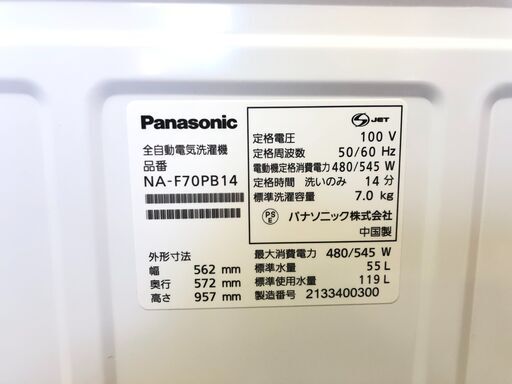 Panasonic
全自動電気洗濯機
品番
NA-F70PB14
外形寸法
幅 562 mm
奥行 572 mm
高さ 957 mm
S JET
定格電圧 100 V
定格周波数 50/60 Hz
電動機定格消費電力 480/545 W
定格時間 洗いのみ 14 分
標準洗濯容量 7.0 kg
PS E パナソニック株式会社
中国製
最大消費電力 480/545 W
標準水量 55 L
標準使用水量 119 L
製造番号 2133400300